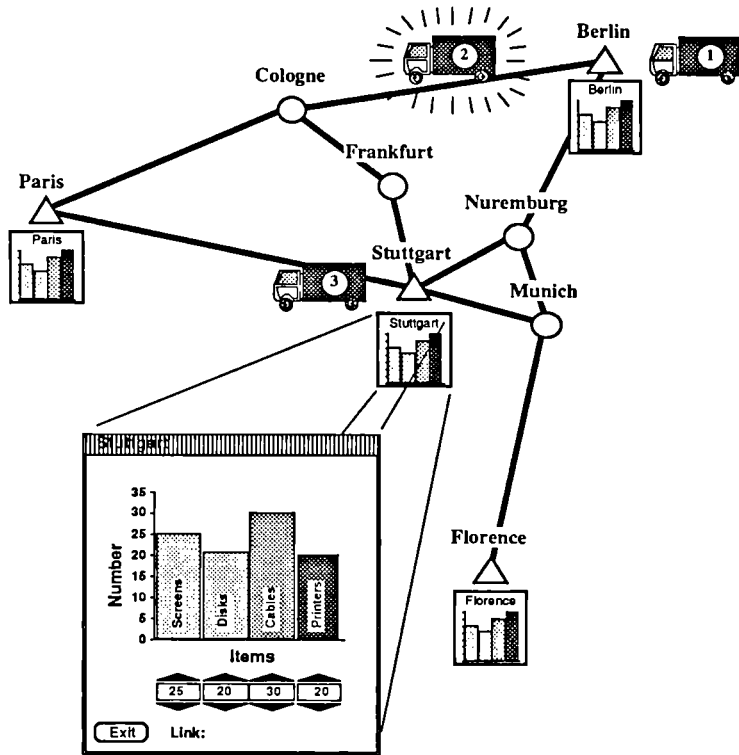 Berlin
2
1
Cologne
Berlin
Frankfurt
Paris
Nuremburg
Paris
Stuttgart
3
Munich
Stuttgart
Stuttgart
35
30
25
20
15
10
5
0
Number
Screens
Disks
Cables
Printers
Items
25 20 30 20
Exit Link:
Florence
Florence